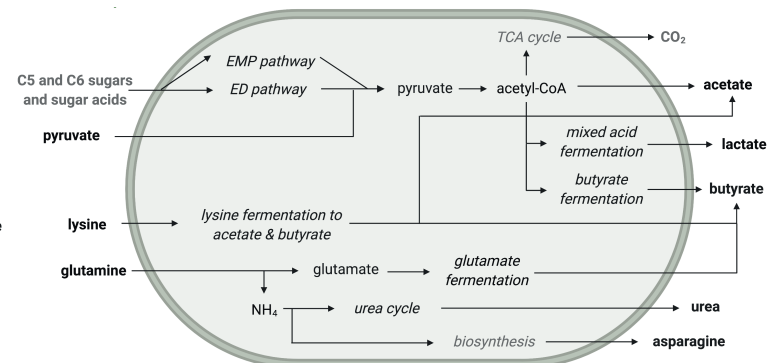 TCA cycle
CO₂
EMP pathway
C5 and C6 sugars
and sugar acids
ED pathway
pyruvate
acetyl-CoA
acetate
pyruvate
mixed acid
fermentation
lactate
butyrate
fermentation
butyrate
lysine
lysine fermentation to
acetate & butyrate
glutamine
glutamate
glutamate
fermentation
NH₄
urea cycle
urea
biosynthesis
asparagine